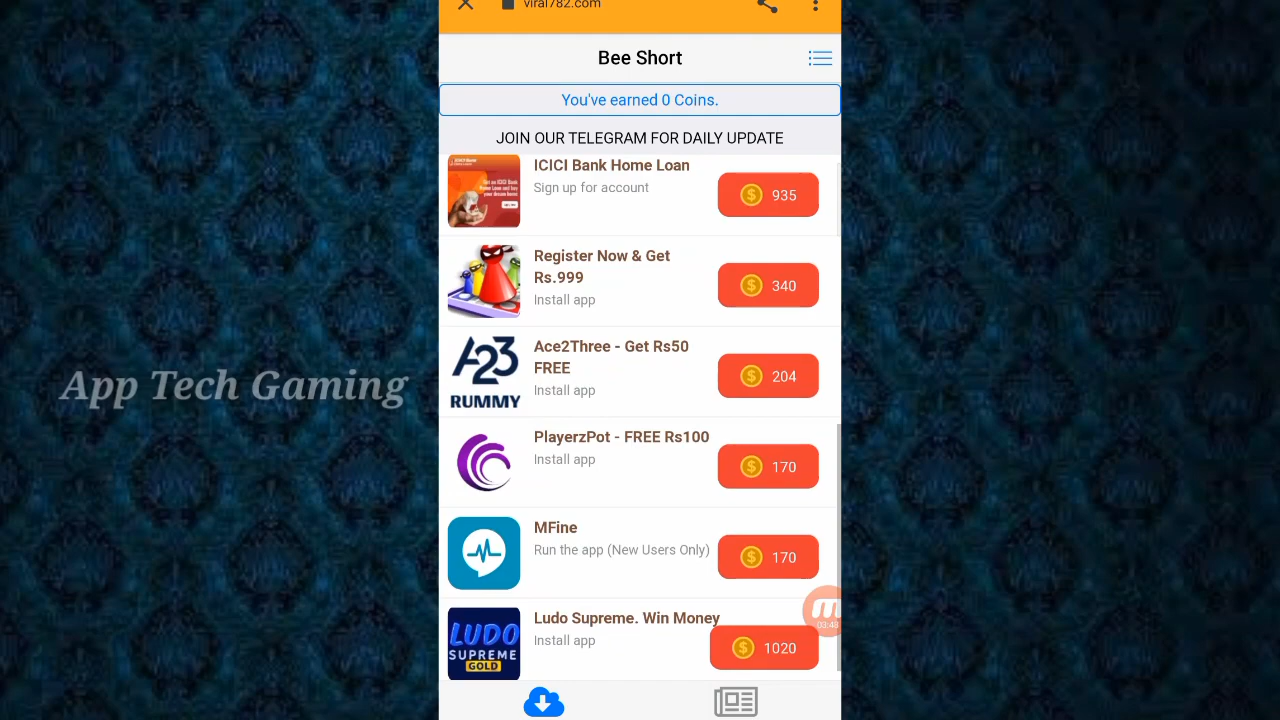 viral782.com
Bee Short
You've earned 0 Coins.
JOIN OUR TELEGRAM FOR DAILY UPDATE
ICICI Bank Home Loan
Sign up for account
935
Register Now & Get
Rs.999
Install app
340
A23
RUMMY
Ace2Three - Get Rs50
FREE
Install app
204
App Tech Gaming
PlayerzPot - FREE Rs100
Install app
170
MFine
Run the app (New Users Only)
170
LUDO
SUPREME
GOLD
Ludo Supreme. Win Money
Install app
1020
03:48